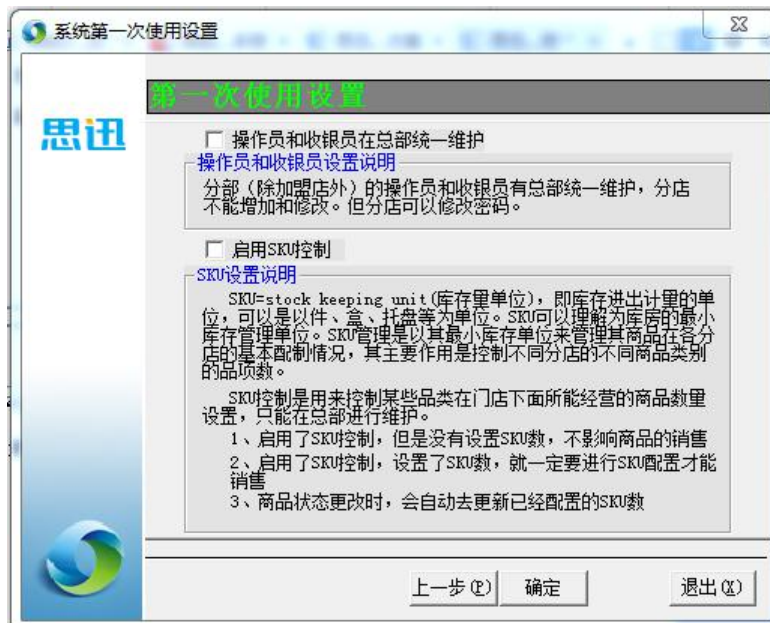 系统第一次使用设置
第一次使用设置
思迅
操作员和收银员在总部统一维护
操作员和收银员设置说明
分部（除加盟店外）的操作员和收银员有总部统一维护，分店
不能增加和修改。但分店可以修改密码。
启用SKU控制
SKU设置说明
SKU=stock keeping unit(库存量单位)，即库存进出计量的单
位，可以是以件、盒、托盘等为单位。SKU可以理解为库房的最小
库存管理单位。SKU管理是以其最小库存单位来管理其商品在各分
店的基本配制情况，其主要作用是控制不同分店的不同商品类别
的品项数。
SKU控制是用来控制某些品类在门店下面所能经营的商品数量
设置，只能在总部进行维护。
1、启用了SKU控制，但是没有设置SKU数，不影响商品的销售
2、启用了SKU控制，设置了SKU数，就一定要进行SKU配置才能
销售
3、商品状态更改时，会自动去更新已经配置的SKU数
上一步(P) 确定 退出(X)